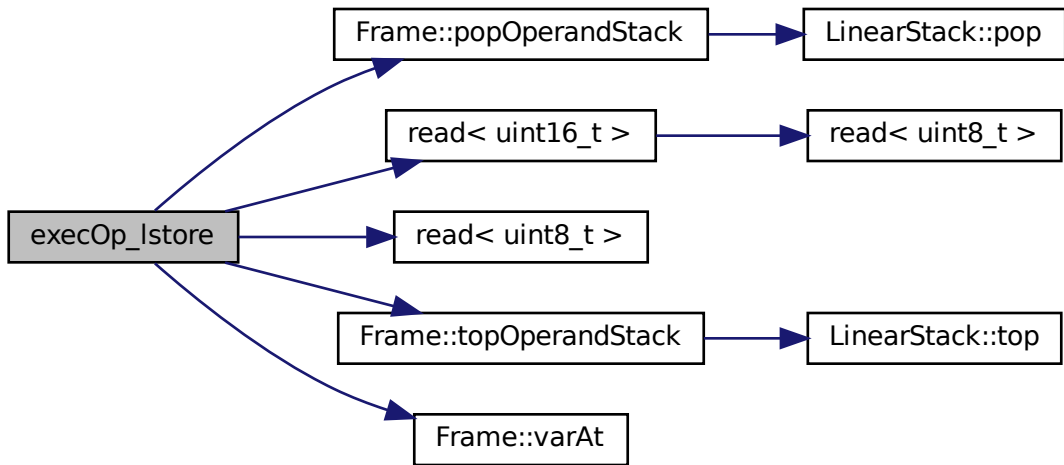 Frame::popOperandStack
LinearStack::pop
read< uint16_t >
read< uint8_t >
execOp_lstore
read< uint8_t >
Frame::topOperandStack
LinearStack::top
Frame::varAt